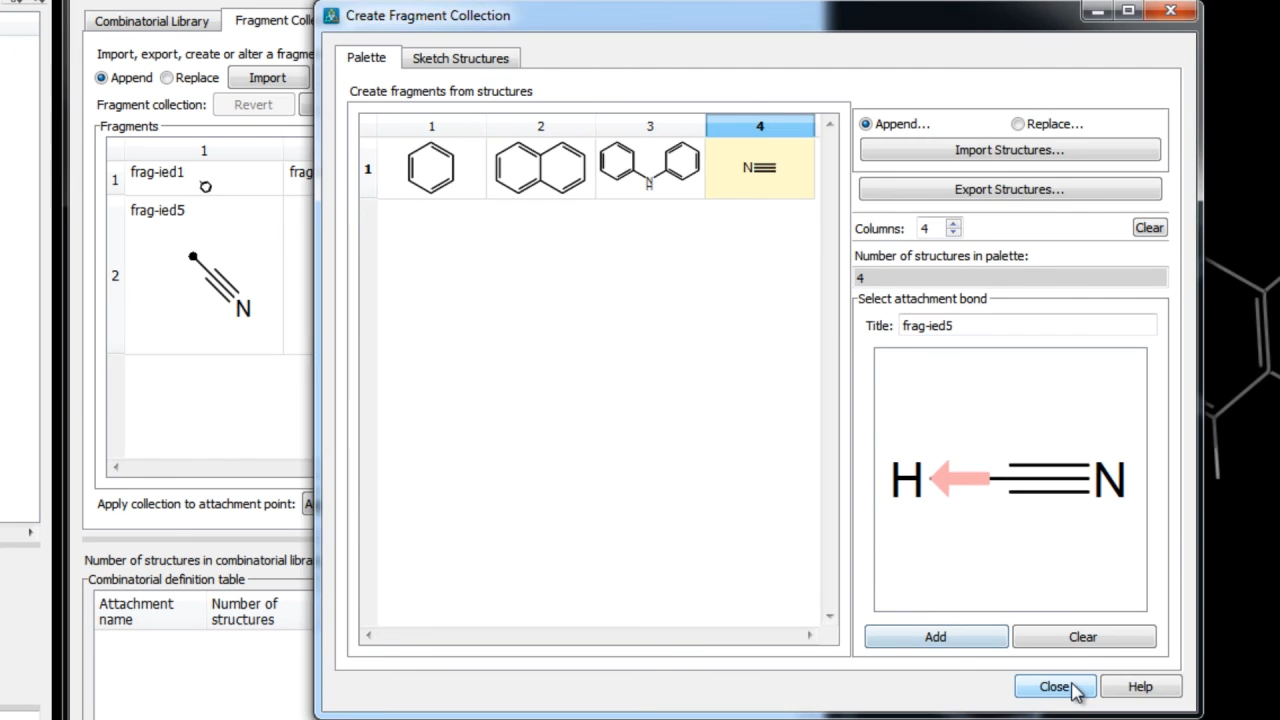 Create Fragment Collection
Combinatorial Library
Fragment Colle
Import, export, create or alter a fragme
Append
Replace
Import
Fragment collection:
Revert
Fragments
1
1
frag-ied1
frag
2
frag-ied5
N
Apply collection to attachment point:
Number of structures in combinatorial libra
Combinatorial definition table
Attachment name
Number of structures
Palette
Sketch Structures
Create fragments from structures
1 2 3 4
1
N
H
N
Append...
Replace...
Import Structures...
Export Structures...
Columns: 4
Clear
Number of structures in palette:
4
Select attachment bond
Title: frag-ied5
H N
Add
Clear
Close
Help